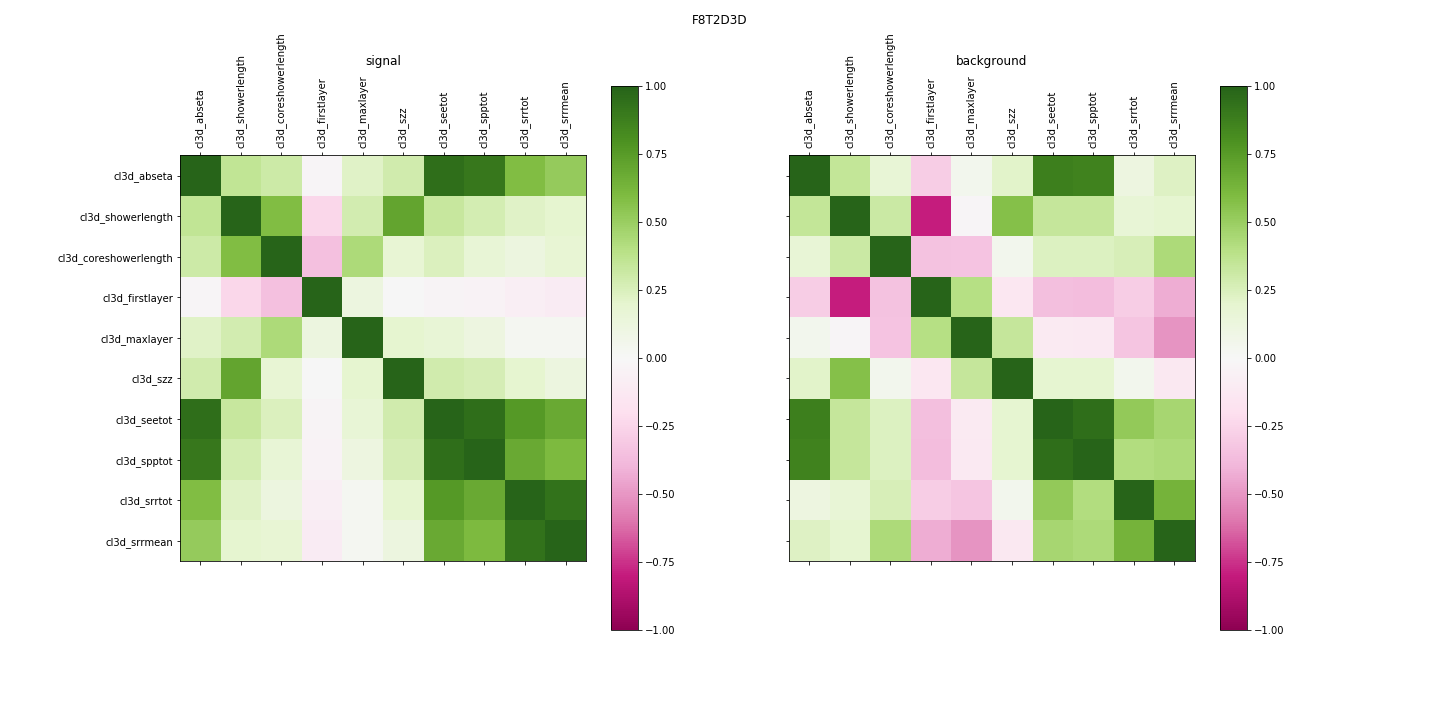 F8T2D3D
signal
cl3d_abseta
cl3d_showerlength
cl3d_coreshowerlength
cl3d_firstlayer
cl3d_maxlayer
cl3d_szz
cl3d_seetot
cl3d_spptot
cl3d_srrtot
cl3d_srrmean
cl3d_abseta
cl3d_showerlength
cl3d_coreshowerlength
cl3d_firstlayer
cl3d_maxlayer
cl3d_szz
cl3d_seetot
cl3d_spptot
cl3d_srrtot
cl3d_srrmean
1.00
0.75
0.50
0.25
0.00
−0.25
−0.50
−0.75
−1.00
background
cl3d_abseta
cl3d_showerlength
cl3d_coreshowerlength
cl3d_firstlayer
cl3d_maxlayer
cl3d_szz
cl3d_seetot
cl3d_spptot
cl3d_srrtot
cl3d_srrmean
1.00
0.75
0.50
0.25
0.00
−0.25
−0.50
−0.75
−1.00